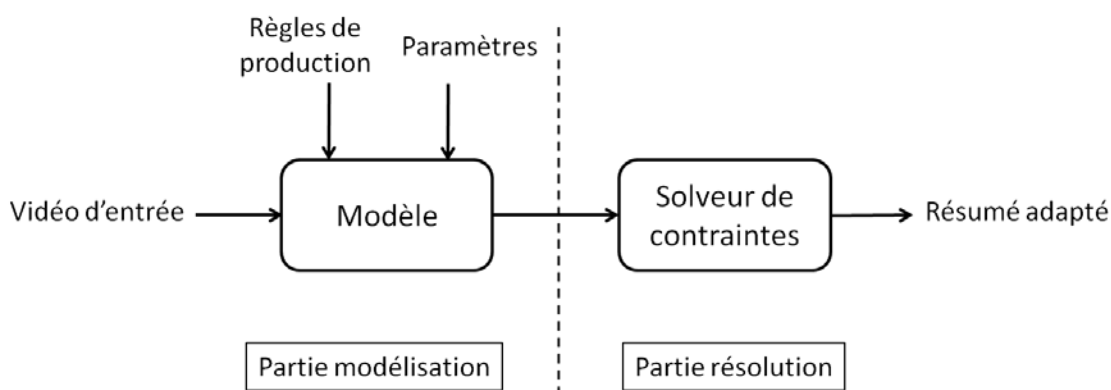 Règles de
production
Paramètres
Vidéo d’entrée
Modèle
Solveur de
contraintes
Résumé adapté
Partie modélisation
Partie résolution